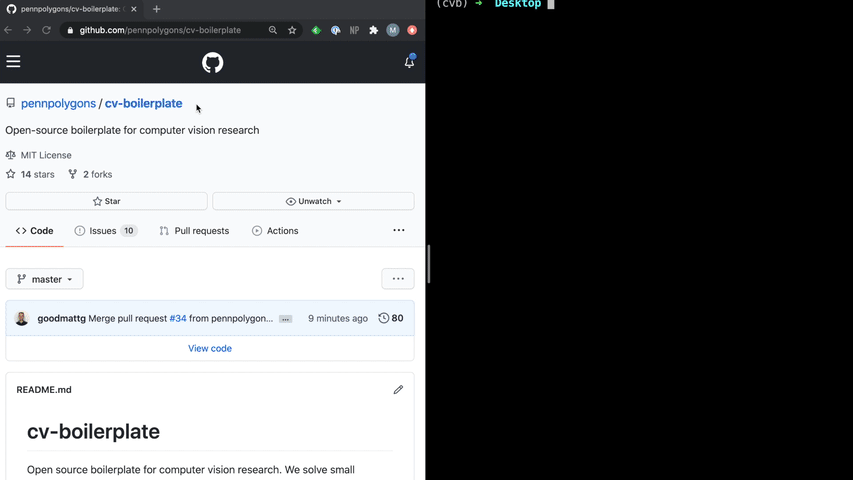 pennpolygons/cv-boilerplate: 
github.com/pennpolygons/cv-boilerplate
NP
M
pennpolygons / cv-boilerplate
Open-source boilerplate for computer vision research
MIT License
14 stars 2 forks
Star Unwatch
Code Issues 10 Pull requests Actions ...
master ...
goodmattg Merge pull request #34 from pennpolygon... ... 9 minutes ago 80
View code
README.md
cv-boilerplate
Open source boilerplate for computer vision research. We solve small
(cvb) ➜ Desktop